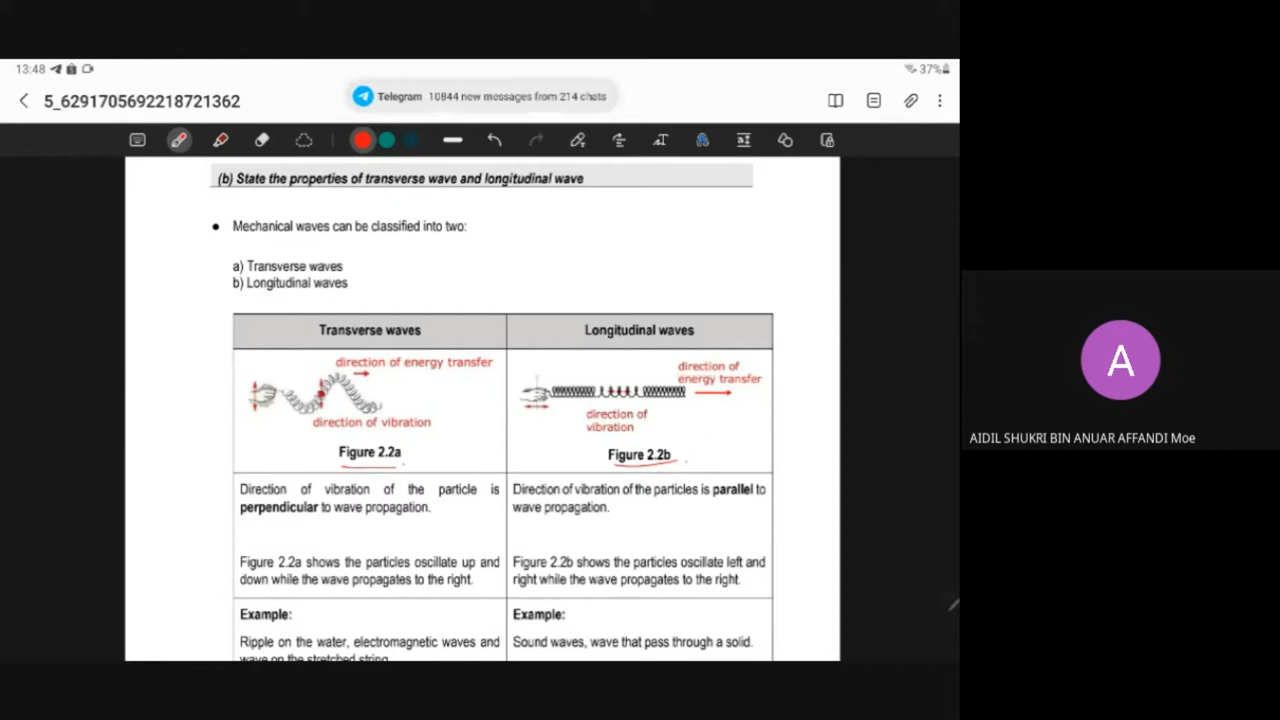 13:48
37%
Telegram 10844 new messages from 214 chats
5_6291705692218721362
(b) State the properties of transverse wave and longitudinal wave
● Mechanical waves can be classified into two:
a) Transverse waves
b) Longitudinal waves
Transverse waves
direction of energy transfer
direction of vibration
Figure 2.2a
Direction of vibration of the particle is
perpendicular to wave propagation.
Figure 2.2a shows the particles oscillate up and
down while the wave propagates to the right.
Example:
Ripple on the water, electromagnetic waves and
wave on the stretched string
Longitudinal waves
direction of
energy transfer
direction of
vibration
Figure 2.2b
Direction of vibration of the particles is parallel to
wave propagation.
Figure 2.2b shows the particles oscillate left and
right while the wave propagates to the right.
Example:
Sound waves, wave that pass through a solid.
A
AIDIL SHUKRI BIN ANUAR AFFANDI Moe